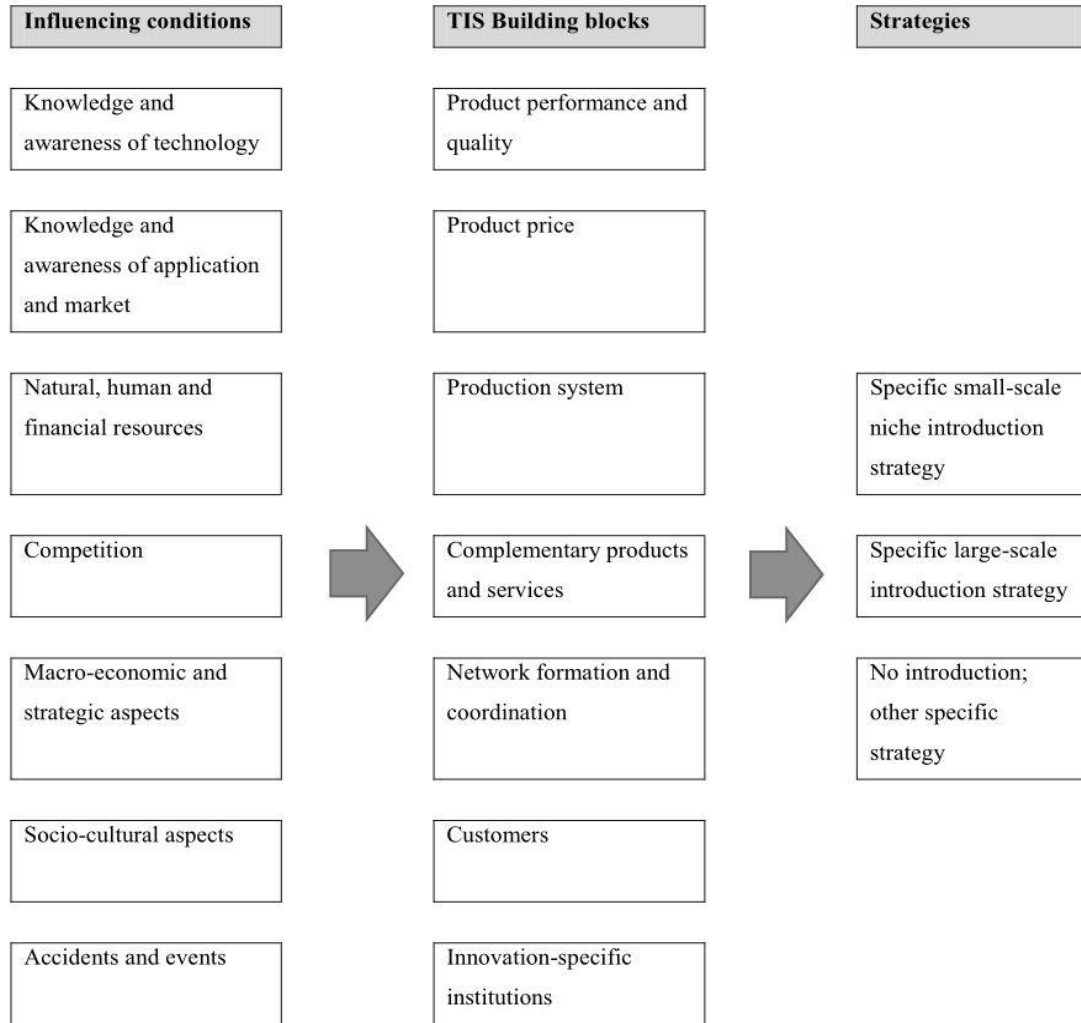 Influencing conditions
TIS Building blocks
Strategies
Knowledge and
awareness of technology
Product performance and
quality
Knowledge and
awareness of application
and market
Product price
Natural, human and
financial resources
Production system
Specific small-scale
niche introduction
strategy
Competition
Complementary products
and services
Specific large-scale
introduction strategy
Macro-economic and
strategic aspects
Network formation and
coordination
No introduction;
other specific
strategy
Socio-cultural aspects
Customers
Accidents and events
Innovation-specific
institutions